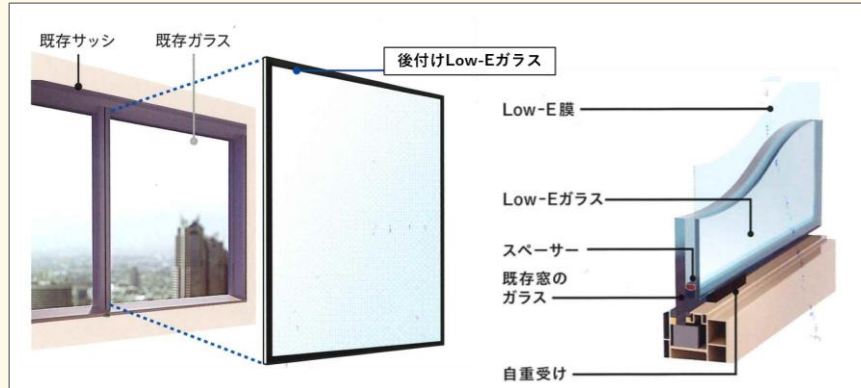 既存サッシ
既存ガラス
後付けLow-Eガラス
Low-E膜
Low-Eガラス
スペーサー
既存窓の
ガラス
自重受け